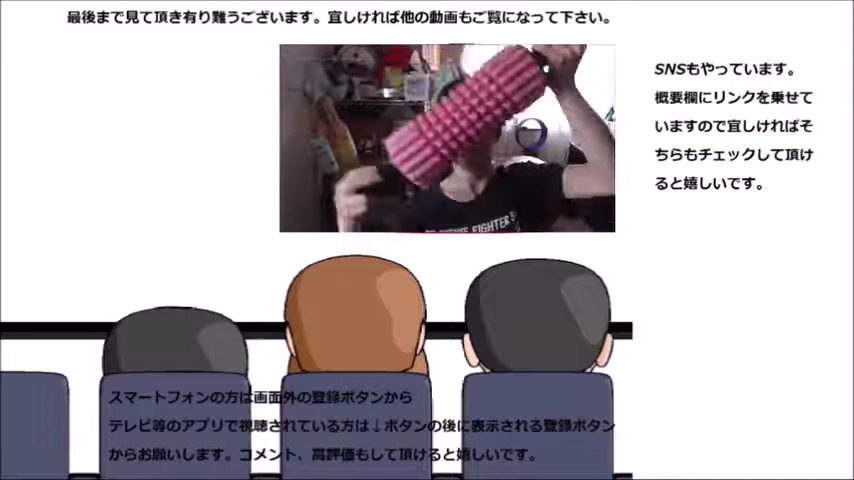 最後まで見て頂き有り難うございます。宜しければ他の動画もご覧になって下さい。
SNSもやっています。
概要欄にリンクを乗せて
いますので宜しければそ
ちらもチェックして頂け
ると嬉しいです。
FIGHTER
スマートフォンの方は画面外の登録ボタンから
テレビ等のアプリで視聴されている方は↓ボタンの後に表示される登録ボタン
からお願いします。コメント、高評価もして頂けると嬉しいです。